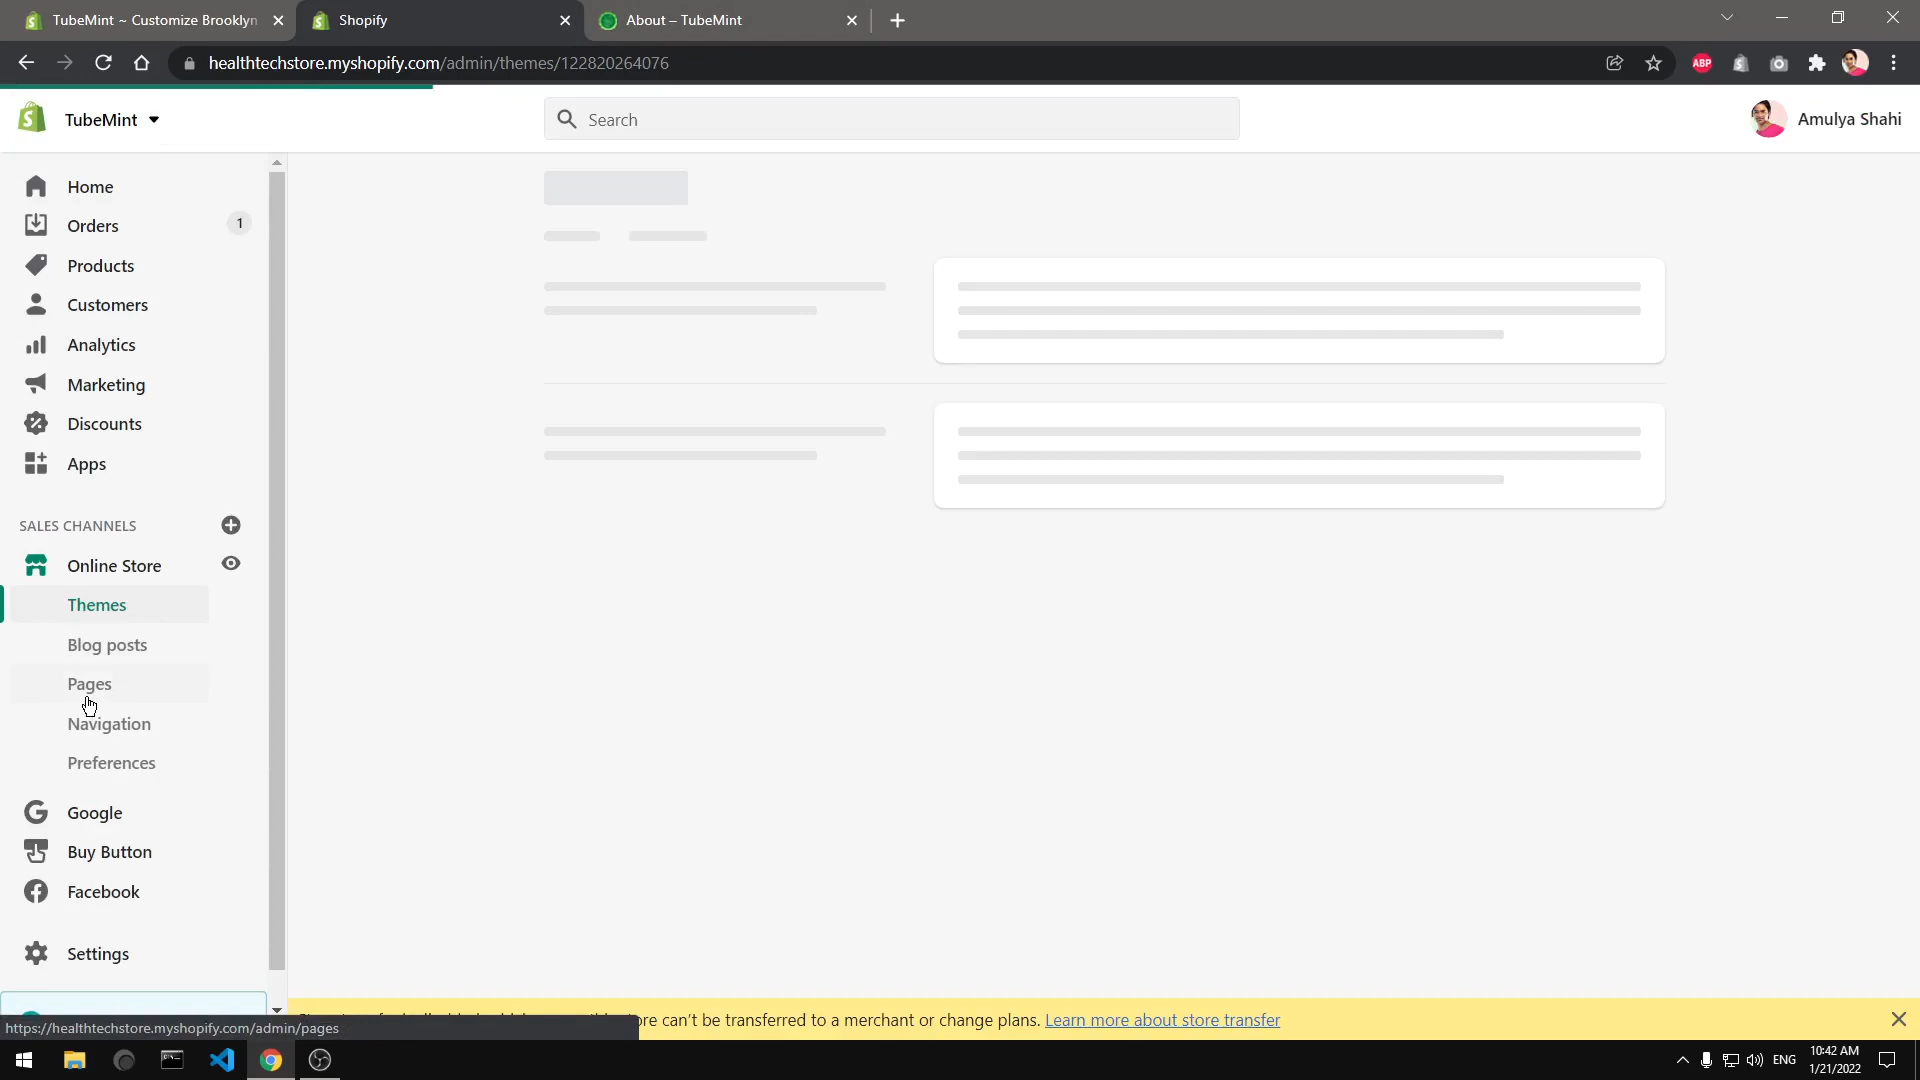 TubeMint ~ Customize Brooklyn
Shopify
About – TubeMint
healthtechstore.myshopify.com/admin/themes/122820264076
ABP
TubeMint
Search
Amulya Shahi
Home
Orders
1
Products
Customers
Analytics
Marketing
Discounts
Apps
SALES CHANNELS
Online Store
Themes
Blog posts
Pages
Navigation
Preferences
Google
Buy Button
Facebook
Settings
can't be transferred to a merchant or change plans. Learn more about store transfer
https://healthtechstore.myshopify.com/admin/pages
ENG
10:42 AM
1/21/2022